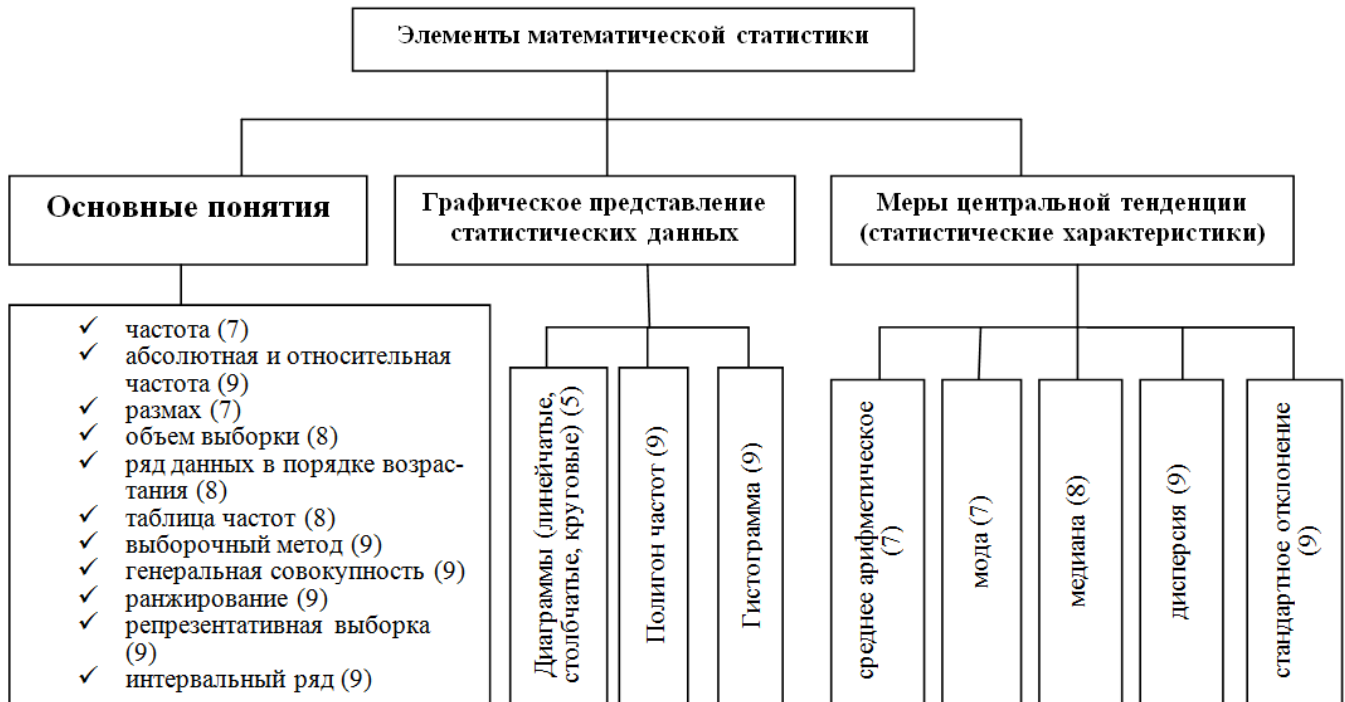 Элементы математической статистики
Основные понятия
Графическое представление
статистических данных
Меры центральной тенденции
(статистические характеристики)
✓ частота (7)
✓ абсолютная и относительная
частота (9)
✓ размах (7)
✓ объем выборки (8)
✓ ряд данных в порядке возрас-
тания (8)
✓ таблица частот (8)
✓ выборочный метод (9)
✓ генеральная совокупность (9)
✓ ранжирование (9)
✓ репрезентативная выборка
(9)
✓ интервальный ряд (9)
Диаграммы (линейчатые,
столбчатые, круговые) (5)
Полигон частот (9)
Гистограмма (9)
среднее арифметическое
(7)
мода (7)
медиана (8)
дисперсия (9)
стандартное отклонение
(9)